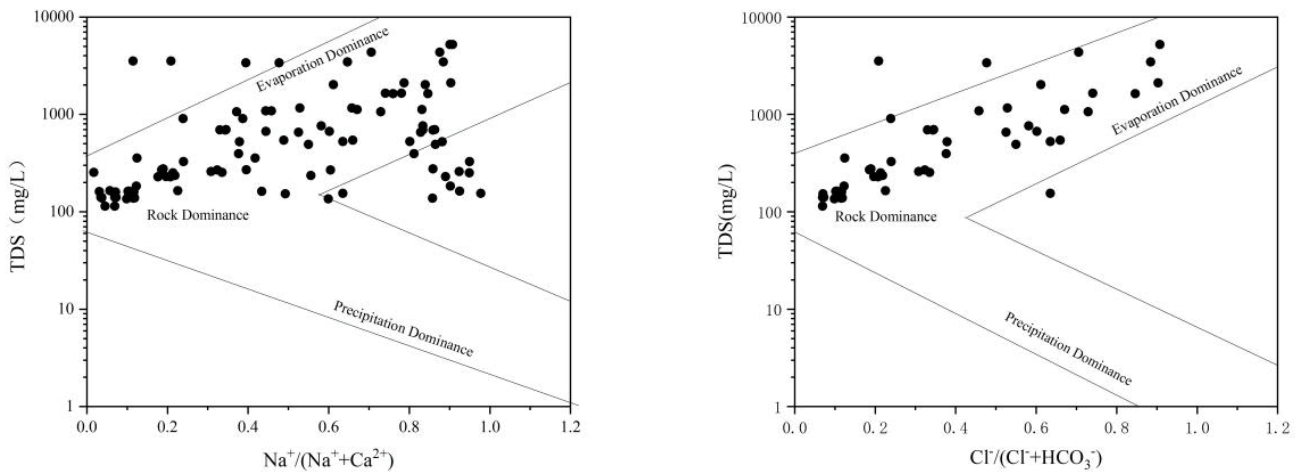 10000
1000
100
10
1
TDS（mg/L）
Evaporation Dominance
Rock Dominance
Precipitation Dominance
0.0 0.2 0.4 0.6 0.8 1.0 1.2
Na⁺/(Na⁺+Ca²⁺)
10000
1000
100
10
1
TDS(mg/L)
Evaporation Dominance
Rock Dominance
Precipitation Dominance
0.0 0.2 0.4 0.6 0.8 1.0 1.2
Cl⁻/(Cl⁻+HCO₃⁻)